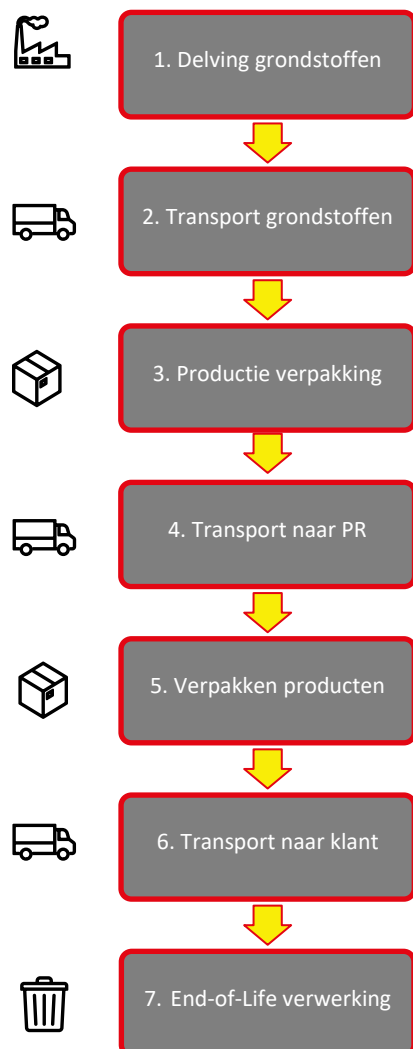 1. Delving grondstoffen
2. Transport grondstoffen
3. Productie verpakking
4. Transport naar PR
5. Verpakken producten
6. Transport naar klant
7. End-of-Life verwerking